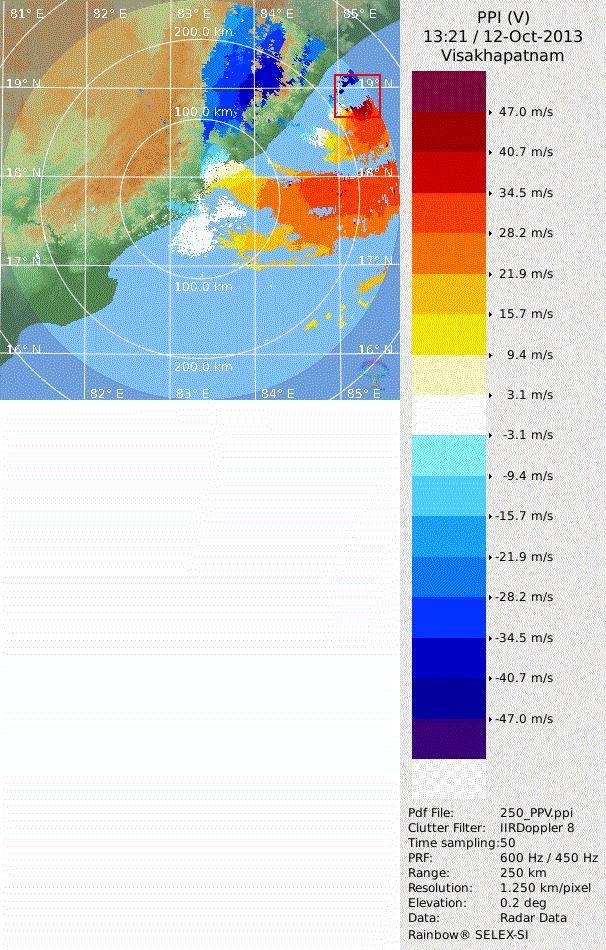 81° E
82° E
83° E
84° E
85° E
200.0 km
19° N
19° N
100.0 km
18° N
18° N
17° N
17° N
100.0 km
16° N
16° N
200.0 km
82° E
83° E
84° E
85° E
PPI (V)
13:21 / 12-Oct-2013
Visakhapatnam
47.0 m/s
40.7 m/s
34.5 m/s
28.2 m/s
21.9 m/s
15.7 m/s
9.4 m/s
3.1 m/s
-3.1 m/s
-9.4 m/s
-15.7 m/s
-21.9 m/s
-28.2 m/s
-34.5 m/s
-40.7 m/s
-47.0 m/s
Pdf File: 250_PPV.ppi
Clutter Filter: IIRDoppler 8
Time sampling:50
PRF: 600 Hz / 450 Hz
Range: 250 km
Resolution: 1.250 km/pixel
Elevation: 0.2 deg
Data: Radar Data
Rainbow® SELEX-SI